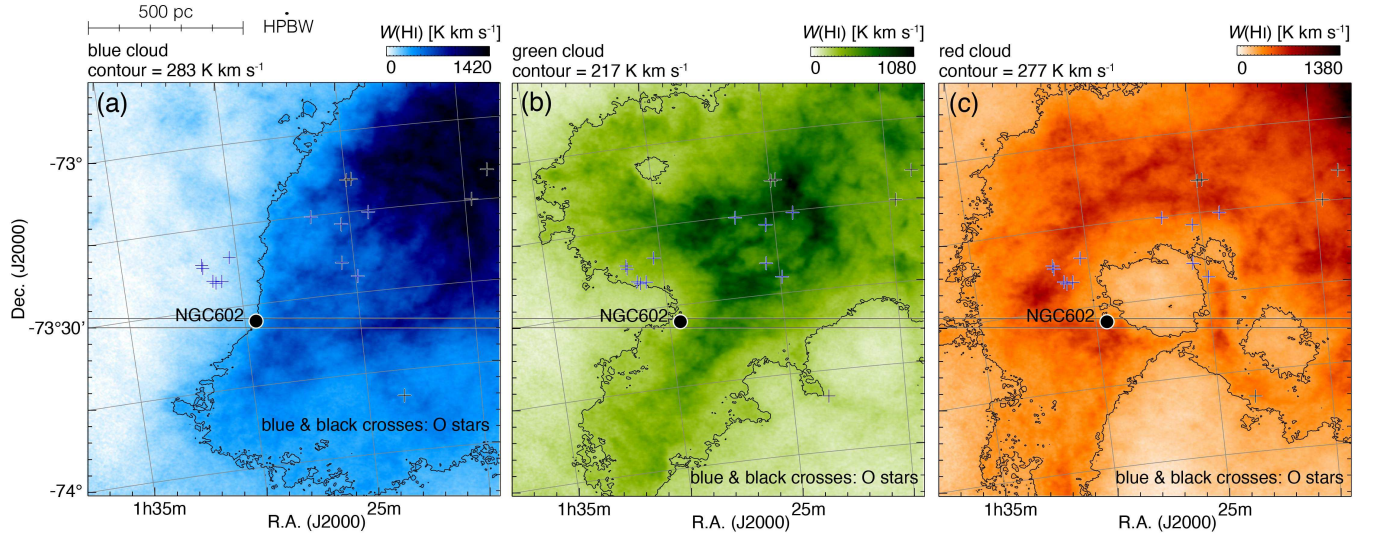 500 pc
HPBW
blue cloud
contour = 283 K km s⁻¹
W(HI) [K km s⁻¹]
0 1420
green cloud
contour = 217 K km s⁻¹
W(HI) [K km s⁻¹]
0 1080
red cloud
contour = 277 K km s⁻¹
W(HI) [K km s⁻¹]
0 1380
(a)
(b)
(c)
-73°
-73°30'
-74°
Dec. (J2000)
NGC602
NGC602
NGC602
blue & black crosses: O stars
blue & black crosses: O stars
blue & black crosses: O stars
1h35m 25m
1h35m 25m
1h35m 25m
R.A. (J2000)
R.A. (J2000)
R.A. (J2000)